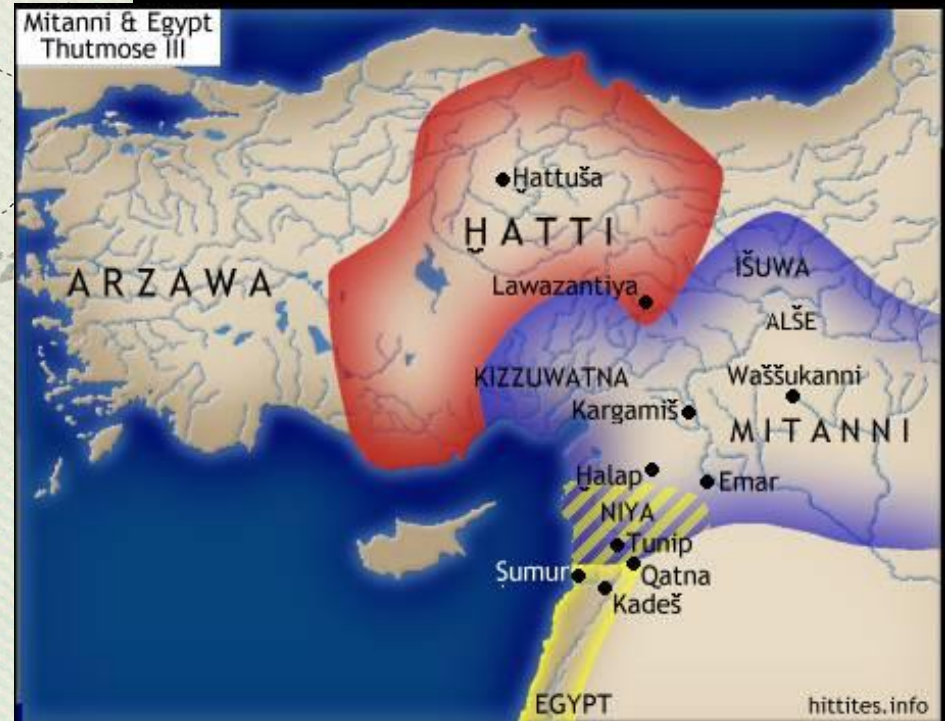 Mitanni & Egypt
Thutmose III
Ḫattuša
ḪATTI
ARZAWA
IŠUWA
Lawazantiya
ALŠE
KIZZUWATNA
Waššukanni
Kargamiš
MITANNI
Ḫalap
Emar
NIYA
Tunip
Ṣumur
Qatna
Kadeš
EGYPT
hittites.info